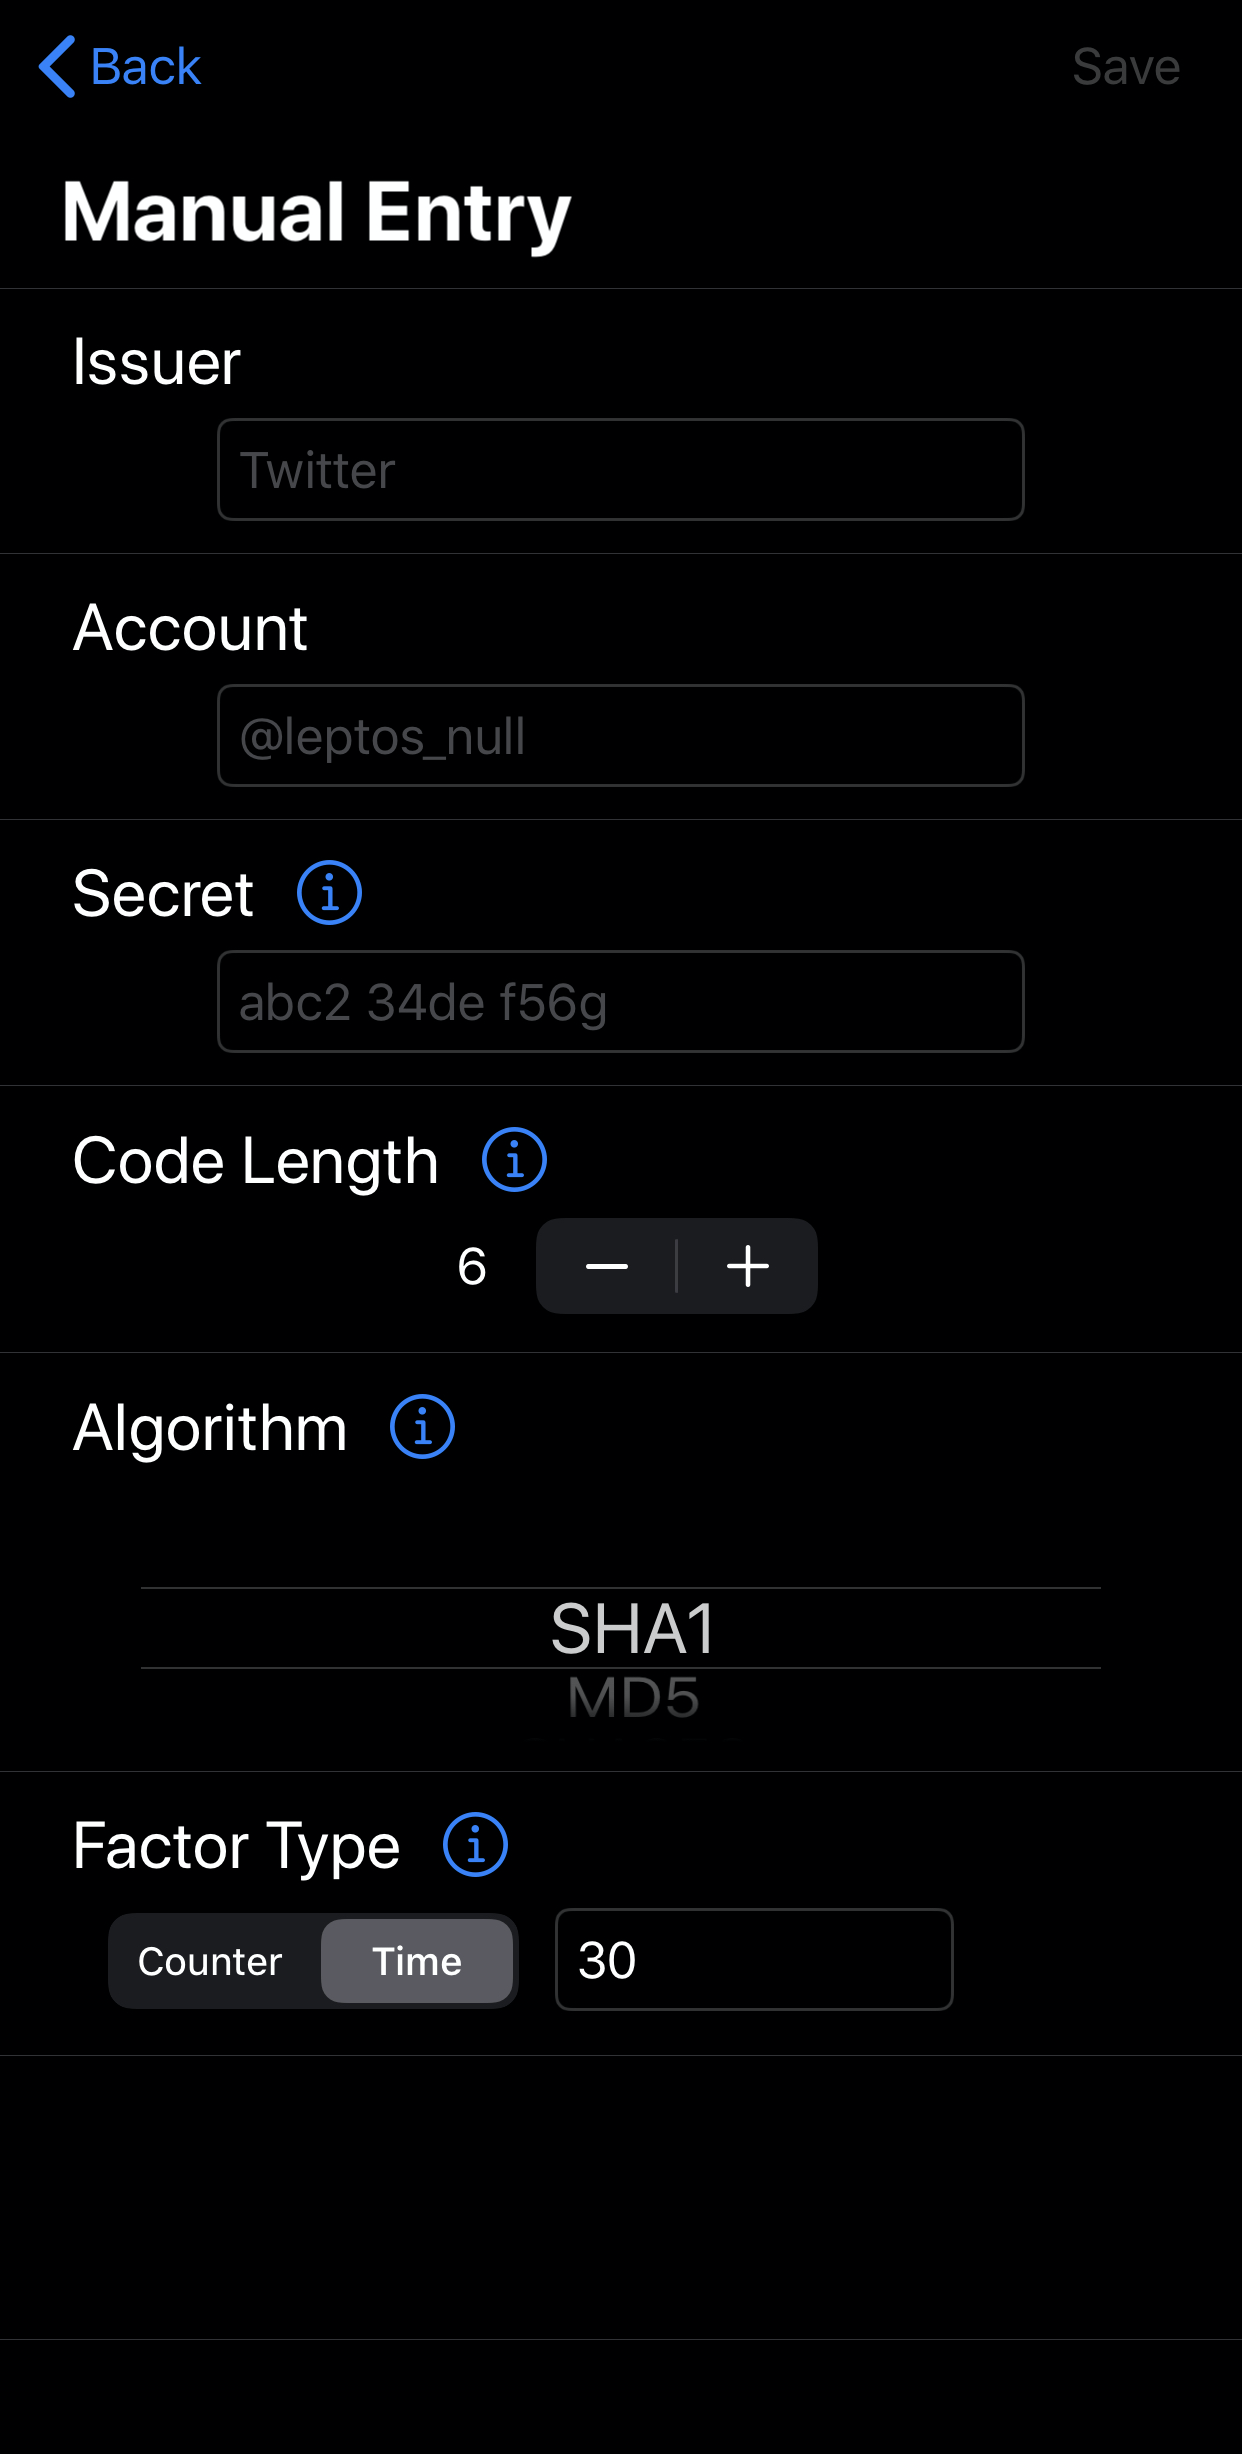 Back
Save
Manual Entry
Issuer
Twitter
Account
@leptos_null
Secret
abc2 34de f56g
Code Length
6
Algorithm
SHA1
MD5
Factor Type
Counter Time 30